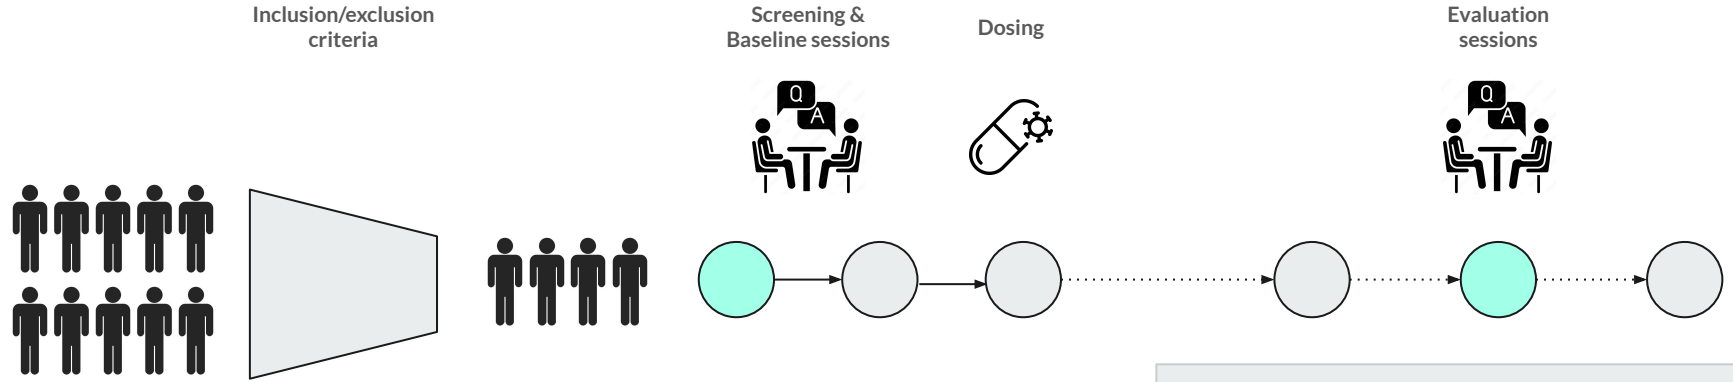 Inclusion/exclusion
criteria
Screening &
Baseline sessions
Dosing
Evaluation
sessions
Q
A
Q
A